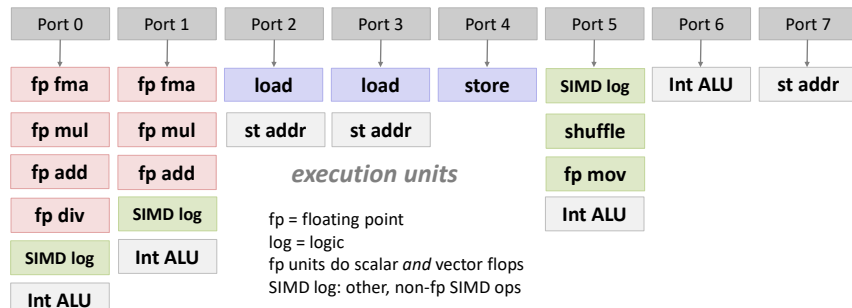 Port 0 Port 1 Port 2 Port 3 Port 4 Port 5 Port 6 Port 7
fp fma fp fma load load store SIMD log Int ALU st addr
fp mul fp mul st addr st addr shuffle
fp add fp add execution units fp mov
fp div SIMD log Int ALU
SIMD log Int ALU
Int ALU
fp = floating point
log = logic
fp units do scalar and vector flops
SIMD log: other, non-fp SIMD ops